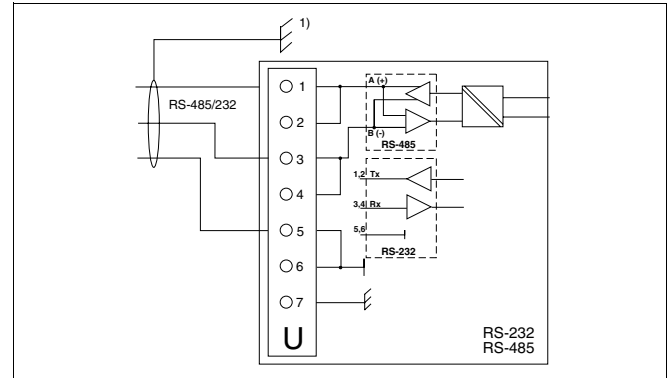 1)
RS-485/232
1
2
3
4
5
6
7
U
A (+)
B (-)
RS-485
1,2 Tx
3,4 Rx
5,6
RS-232
RS-232
RS-485